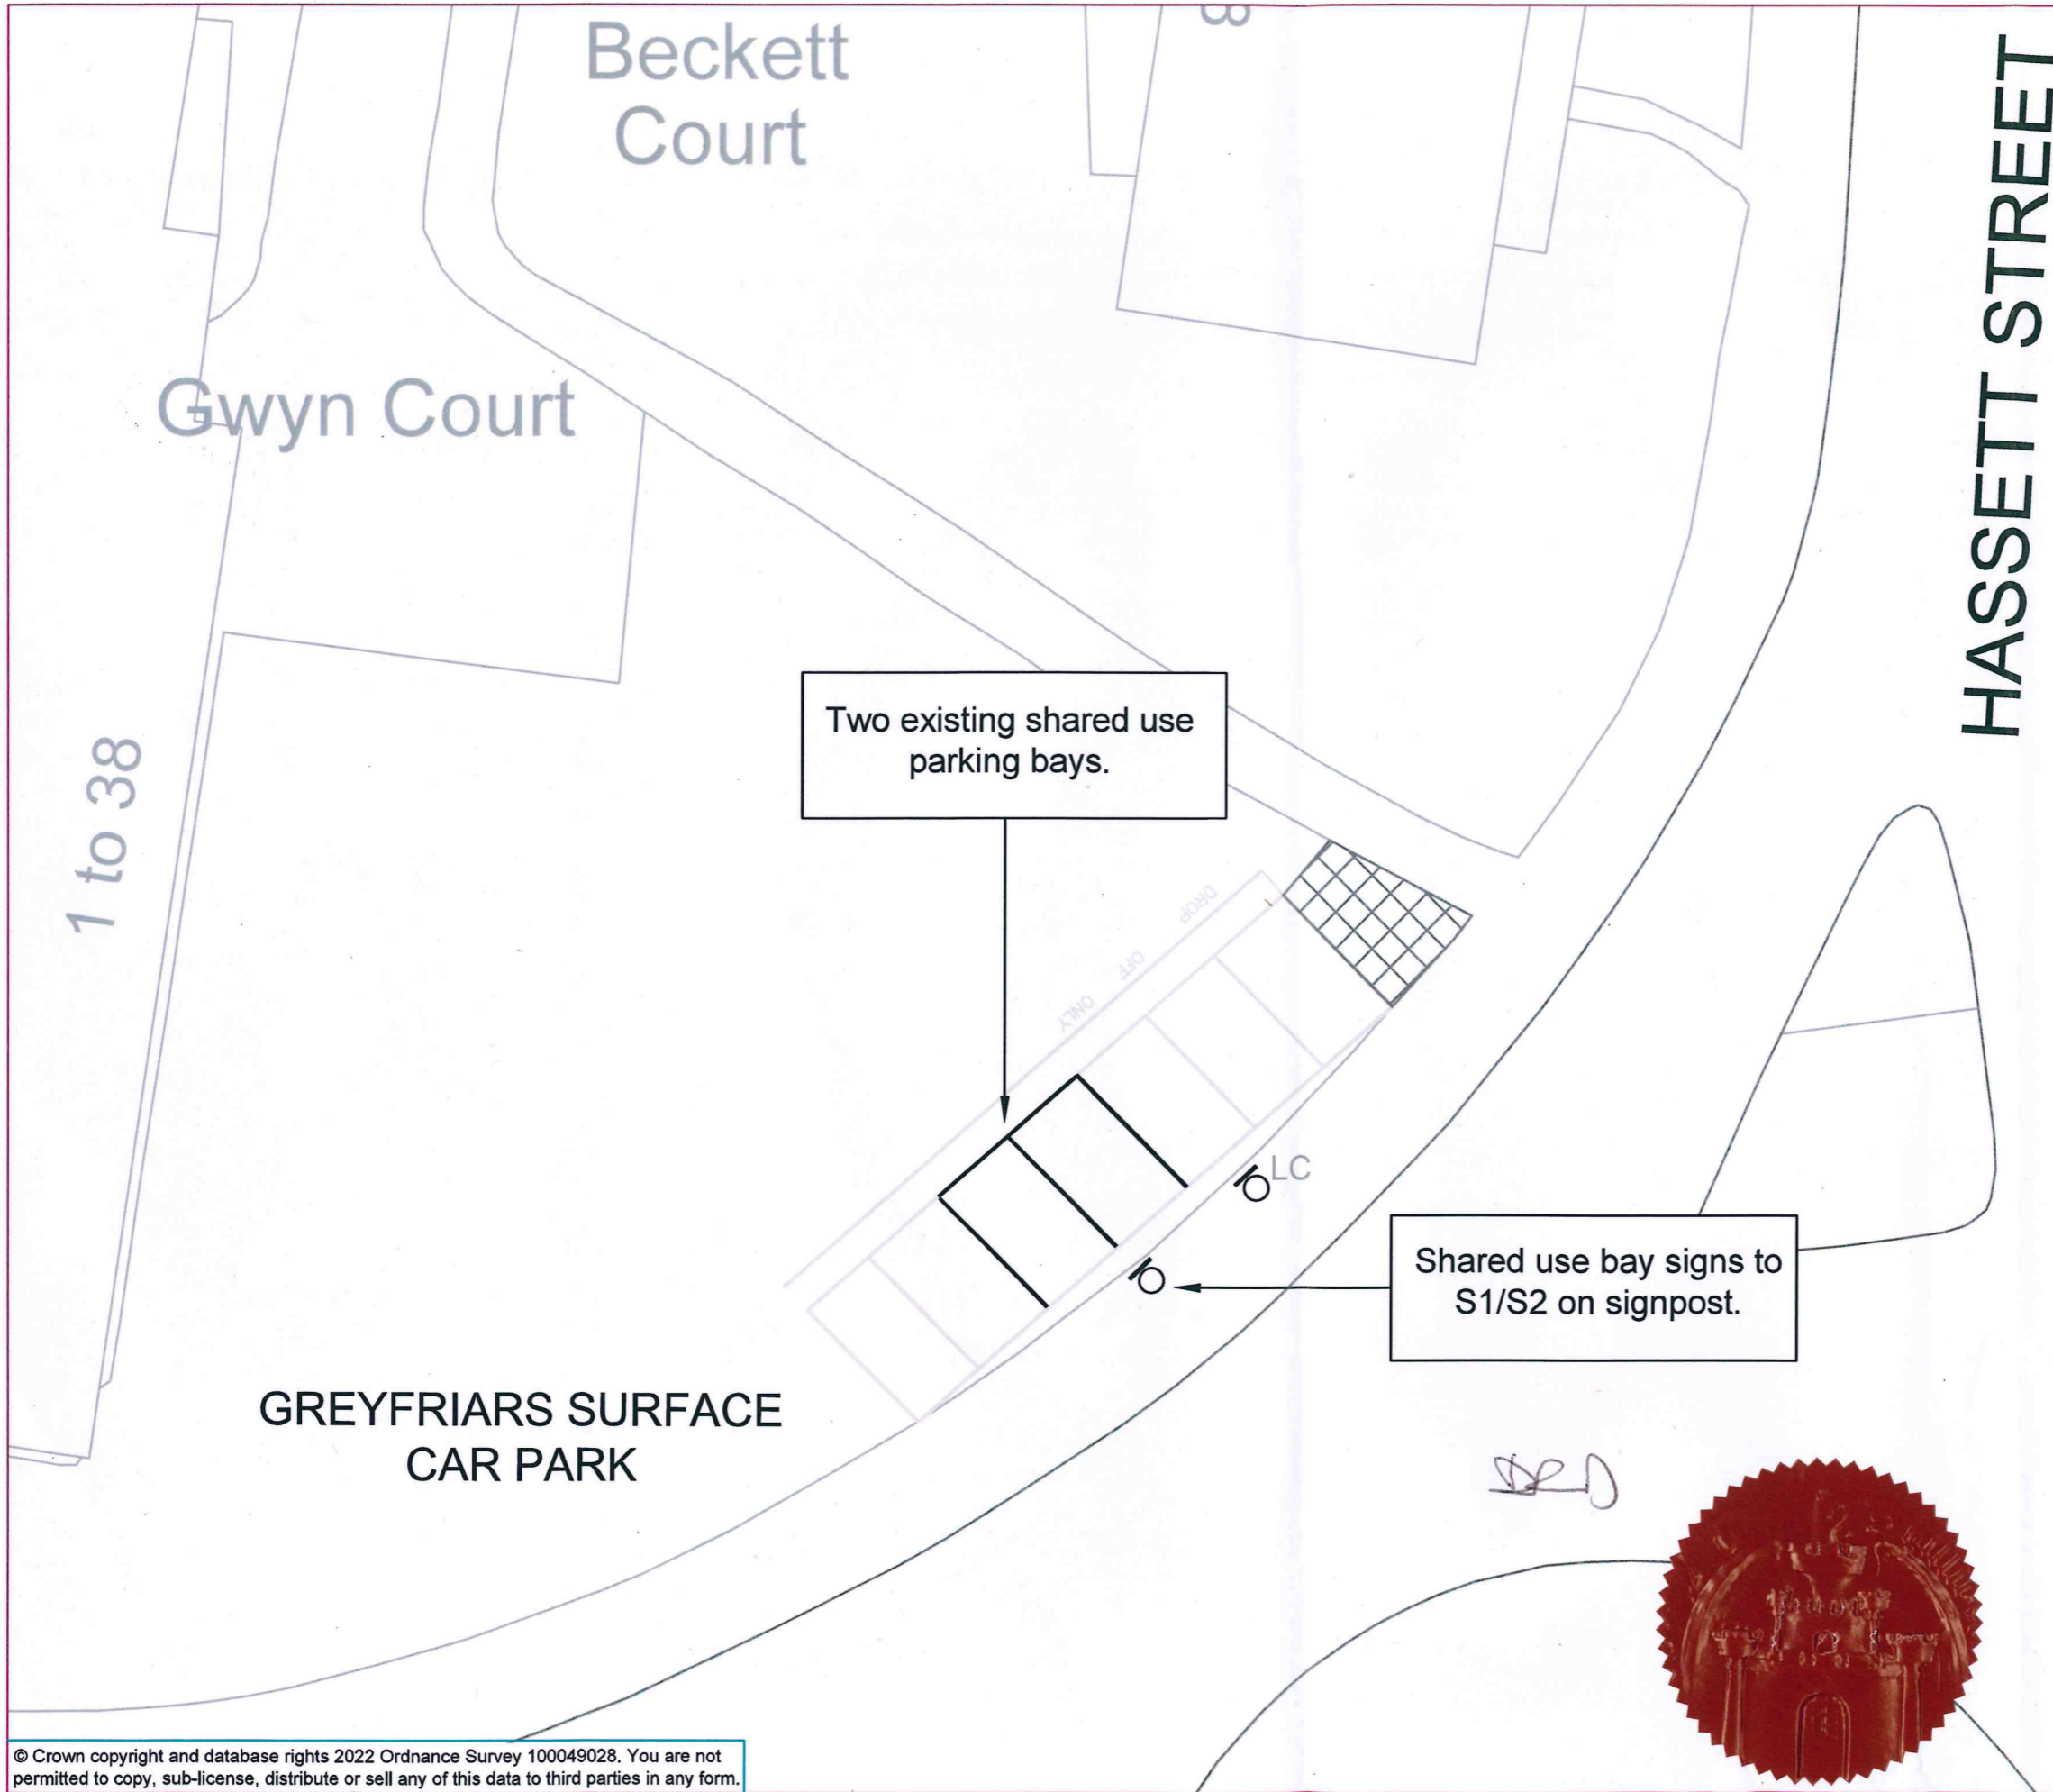 Beckett
Court
8
HASSETT STREET
Gwyn Court
1 to 38
Two existing shared use
parking bays.
DROP
OFF
ONLY
LC
Shared use bay signs to
S1/S2 on signpost.
GREYFRIARS SURFACE
CAR PARK
© Crown copyright and database rights 2022 Ordnance Survey 100049028. You are not
permitted to copy, sub-license, distribute or sell any of this data to third parties in any form.